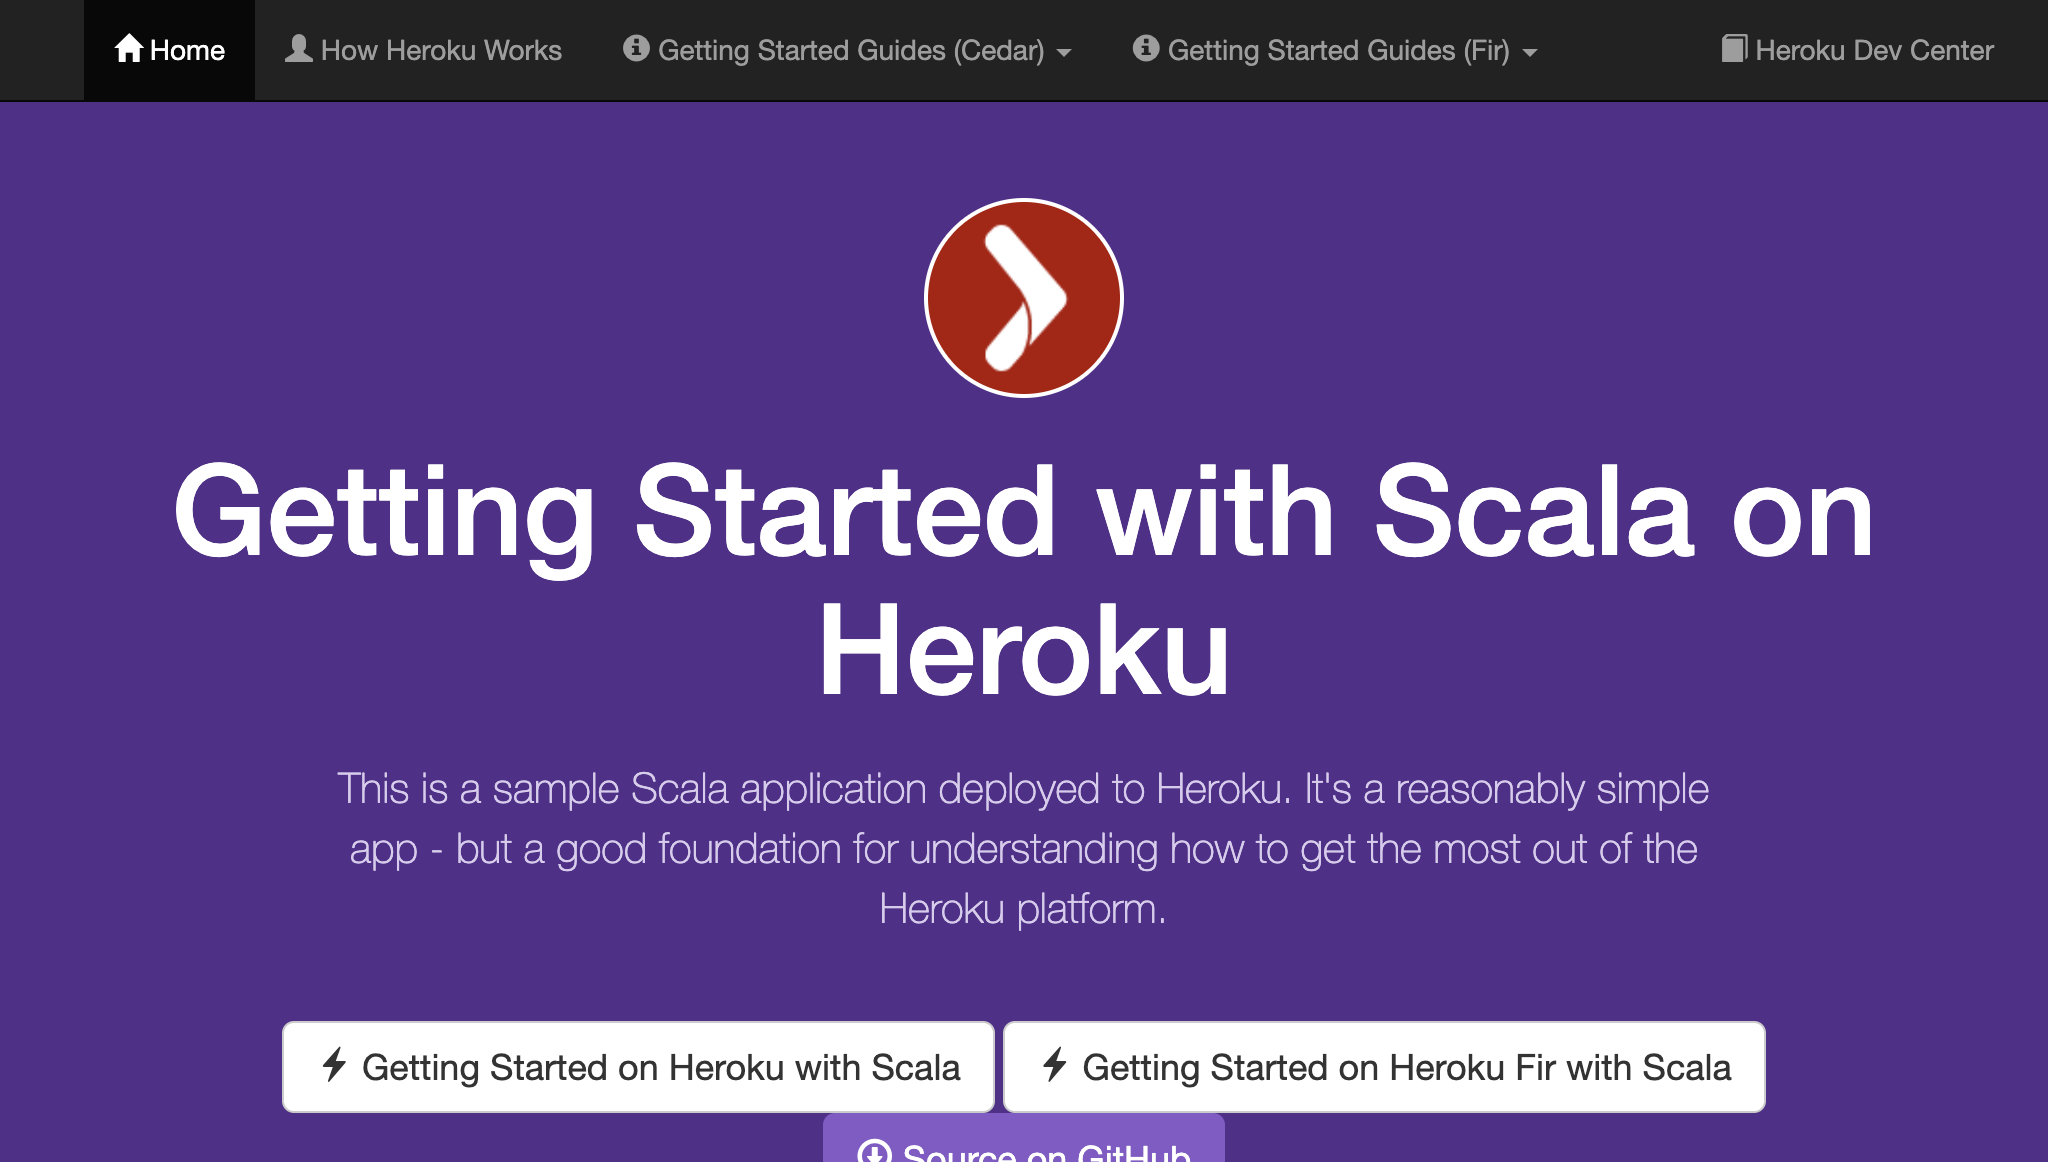 Home
How Heroku Works
Getting Started Guides (Cedar)
Getting Started Guides (Fir)
Heroku Dev Center
Getting Started with Scala on
Heroku
This is a sample Scala application deployed to Heroku. It's a reasonably simple
app - but a good foundation for understanding how to get the most out of the
Heroku platform.
Getting Started on Heroku with Scala
Getting Started on Heroku Fir with Scala
Source on GitHub